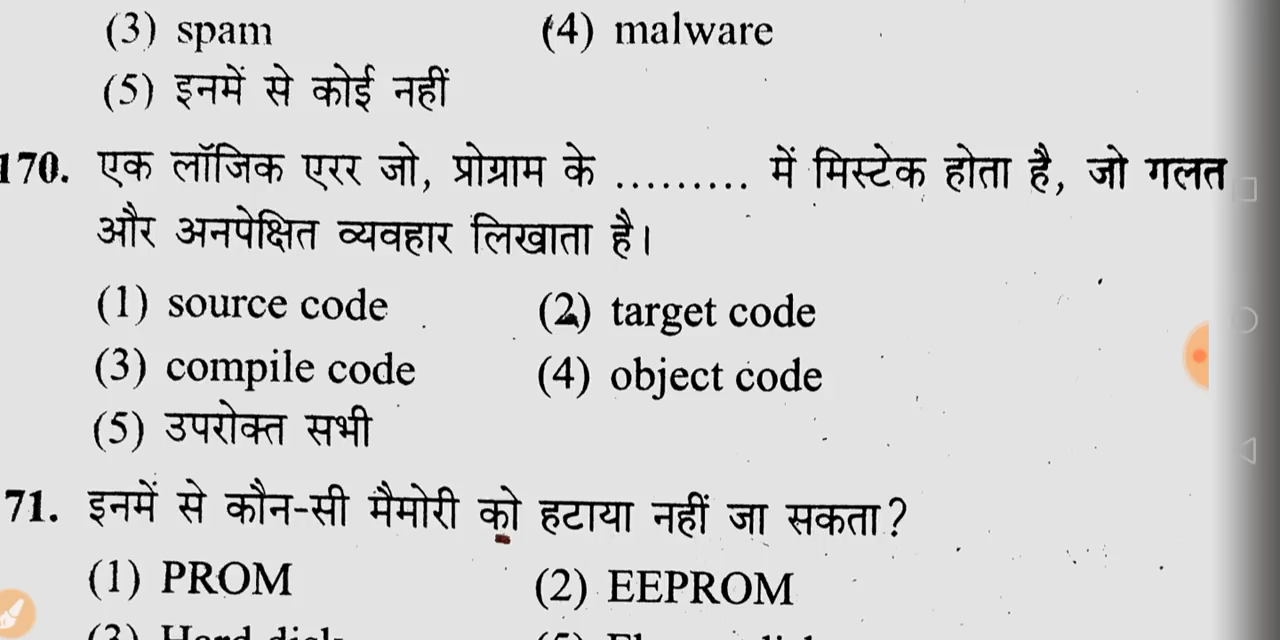 (3) spam (4) malware
(5) इनमें से कोई नहीं
170. एक लॉजिक एरर जो, प्रोग्राम के ......... में मिस्टेक होता है, जो गलत
और अनपेक्षित व्यवहार लिखाता है।
(1) source code (2) target code
(3) compile code (4) object code
(5) उपरोक्त सभी
71. इनमें से कौन-सी मैमोरी को हटाया नहीं जा सकता?
(1) PROM (2) EEPROM